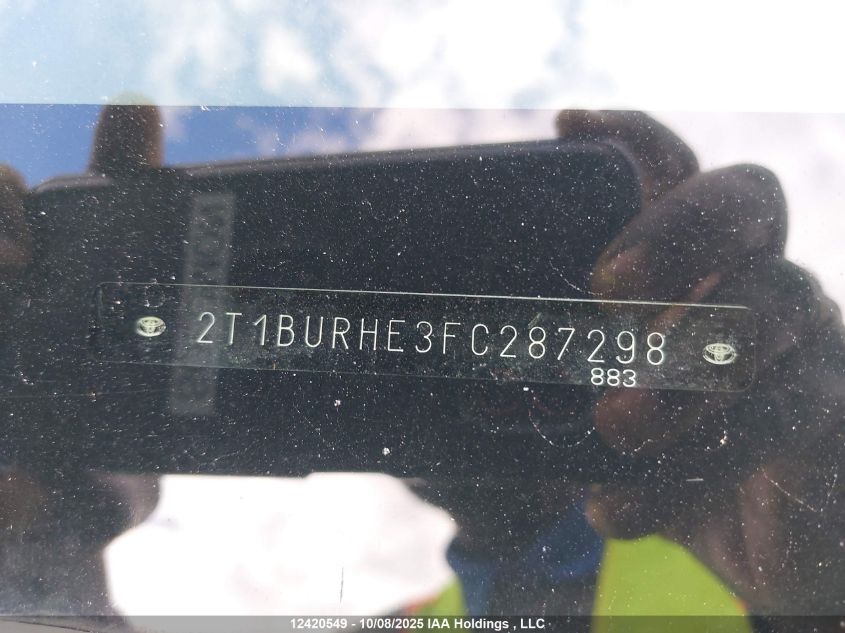 2T1BURHE3FC287298
883
12420549 - 10/08/2025 IAA Holdings , LLC